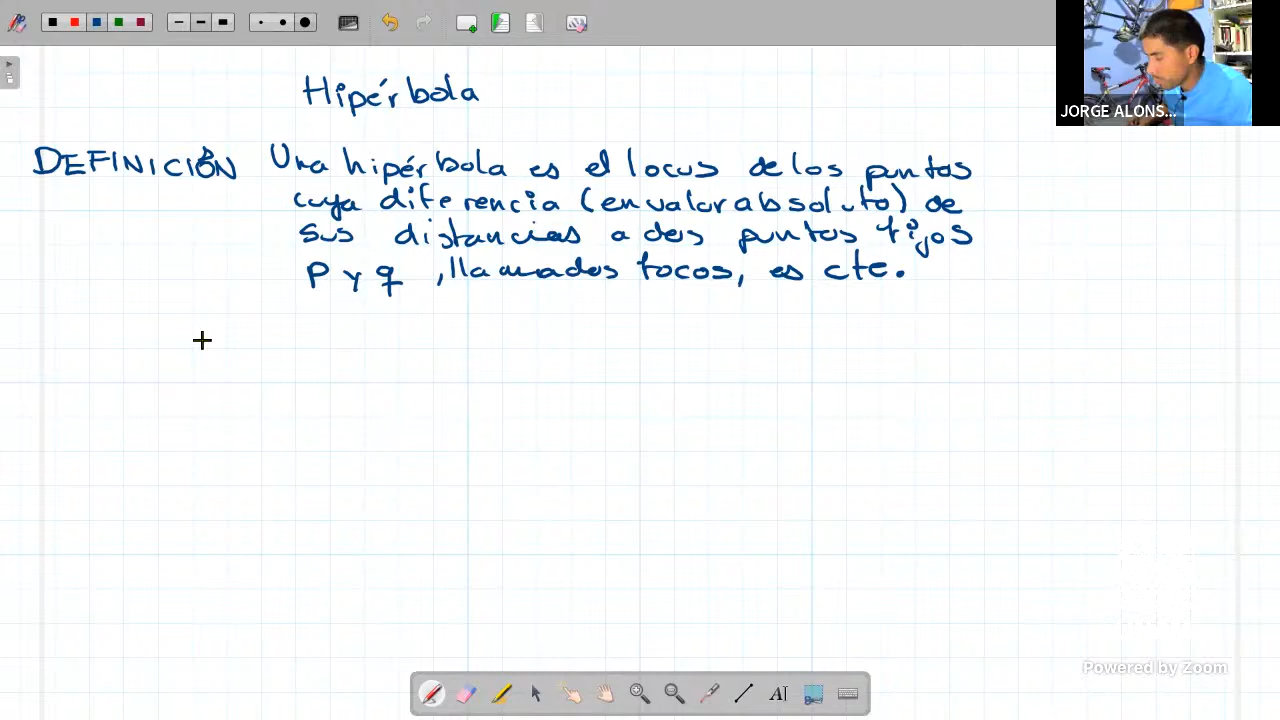 JORGE ALONS...
Hipérbola
DEFINICIÓN Una hipérbola es el locus de los puntos
cuya diferencia (en valor absoluto) de
sus distancias a dos puntos fijos
P y q, llamados focos, es cte.
Powered by Zoom